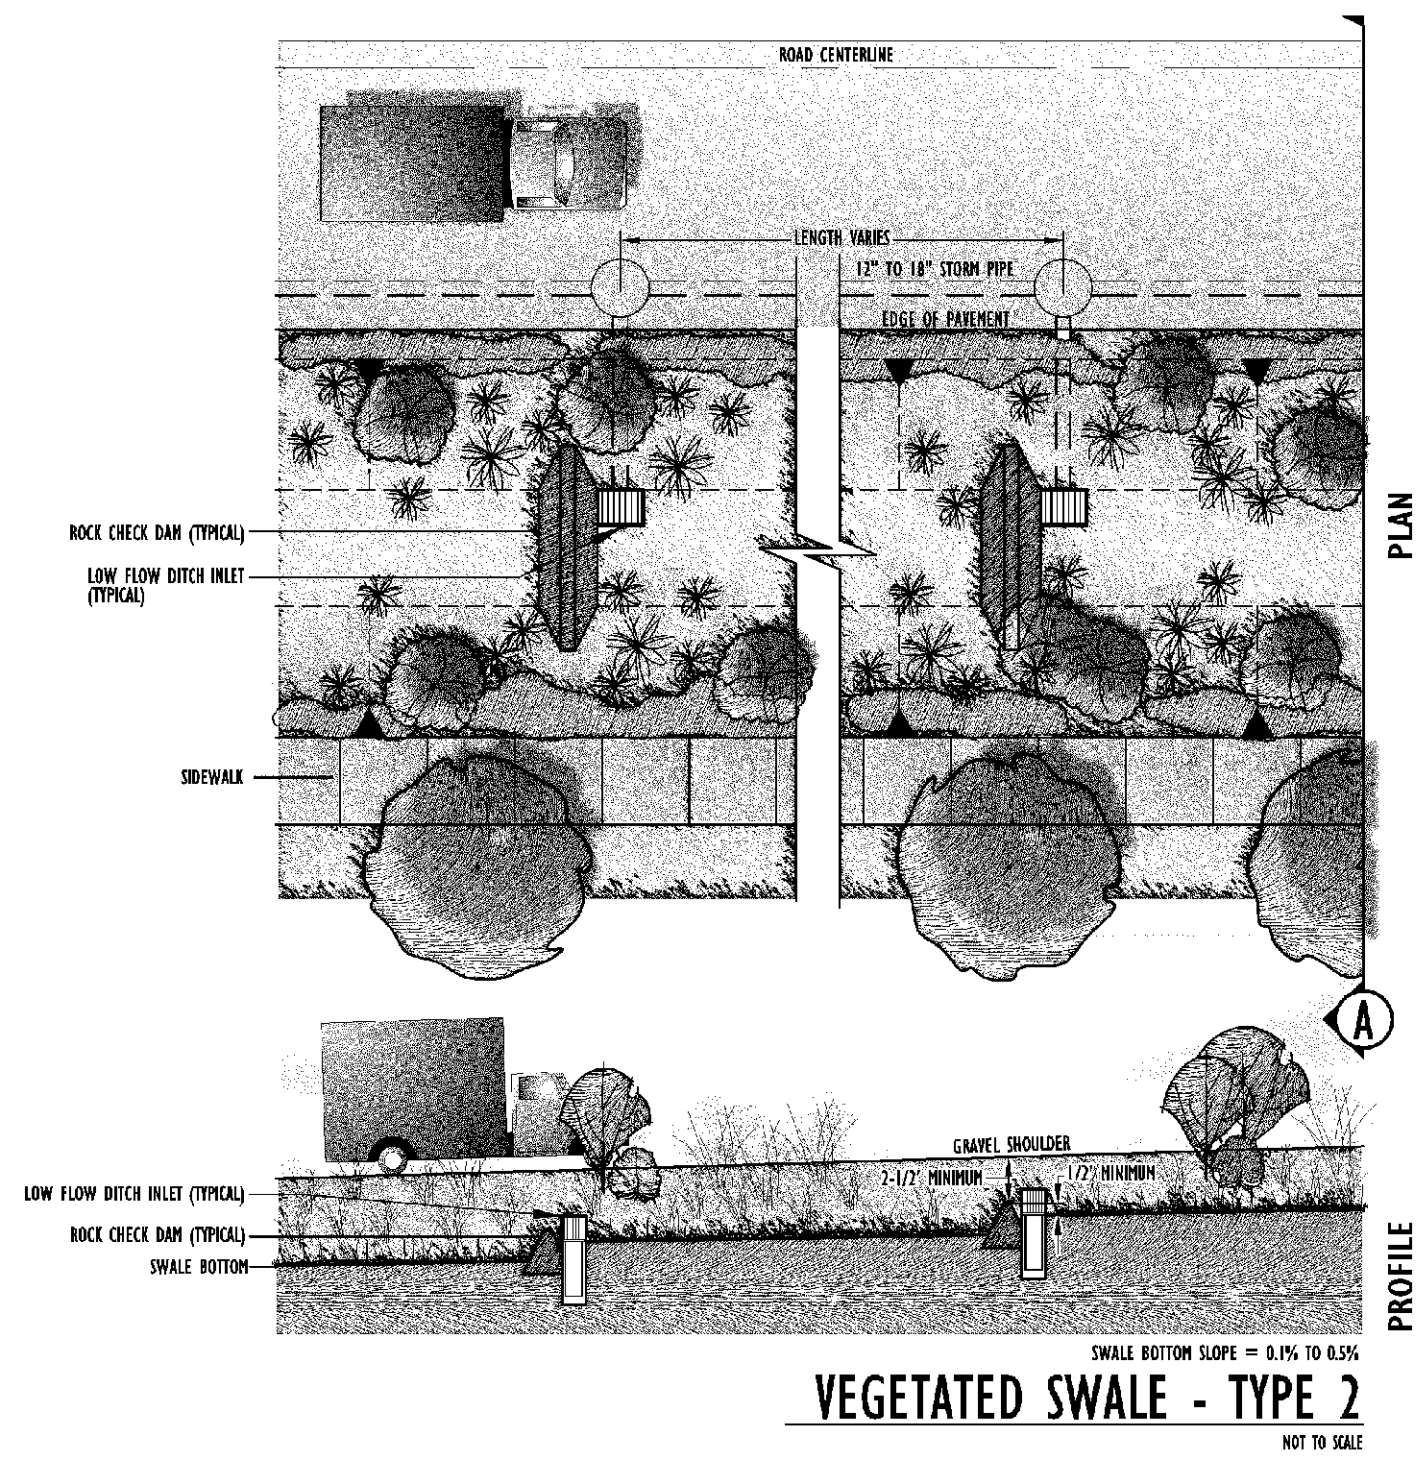 ROAD CENTERLINE
LENGTH VARIES
12" TO 18" STORM PIPE
EDGE OF PAVEMENT
PLAN
ROCK CHECK DAM (TYPICAL)
LOW FLOW DITCH INLET
(TYPICAL)
SIDEWALK
A
GRAVEL SHOULDER
2-1/2' MINIMUM
1/2' MINIMUM
LOW FLOW DITCH INLET (TYPICAL)
ROCK CHECK DAM (TYPICAL)
SWALE BOTTOM
PROFILE
SWALE BOTTOM SLOPE = 0.1% TO 0.5%
VEGETATED SWALE - TYPE 2
NOT TO SCALE